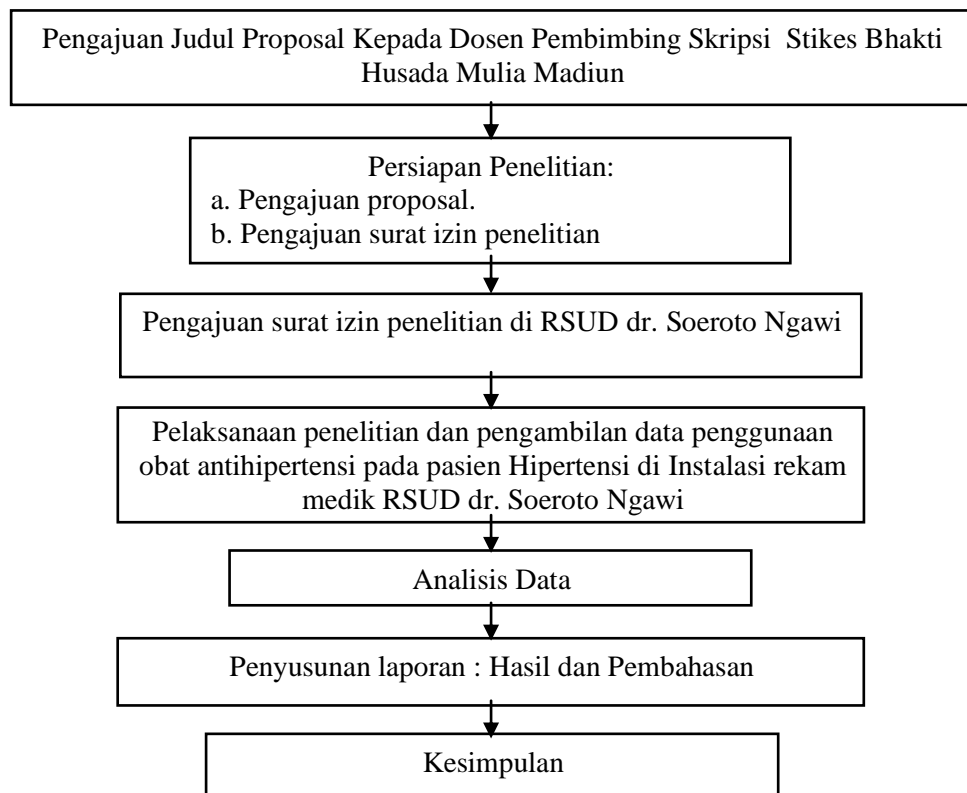 Pengajuan Judul Proposal Kepada Dosen Pembimbing Skripsi Stikes Bhakti
Husada Mulia Madiun
Persiapan Penelitian:
a. Pengajuan proposal.
b. Pengajuan surat izin penelitian
Pengajuan surat izin penelitian di RSUD dr. Soeroto Ngawi
Pelaksanaan penelitian dan pengambilan data penggunaan
obat antihipertensi pada pasien Hipertensi di Instalasi rekam
medik RSUD dr. Soeroto Ngawi
Analisis Data
Penyusunan laporan : Hasil dan Pembahasan
Kesimpulan